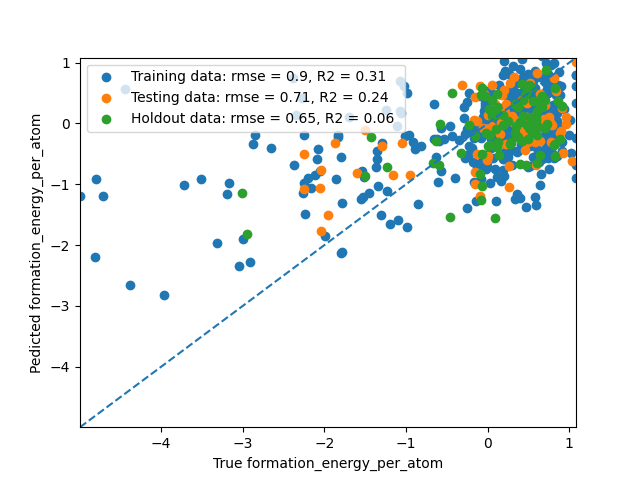 Training data: rmse = 0.9, R2 = 0.31
Testing data: rmse = 0.71, R2 = 0.24
Holdout data: rmse = 0.65, R2 = 0.06
1
0
−1
−2
−3
−4
Pedicted formation_energy_per_atom
−4 −3 −2 −1 0 1
True formation_energy_per_atom